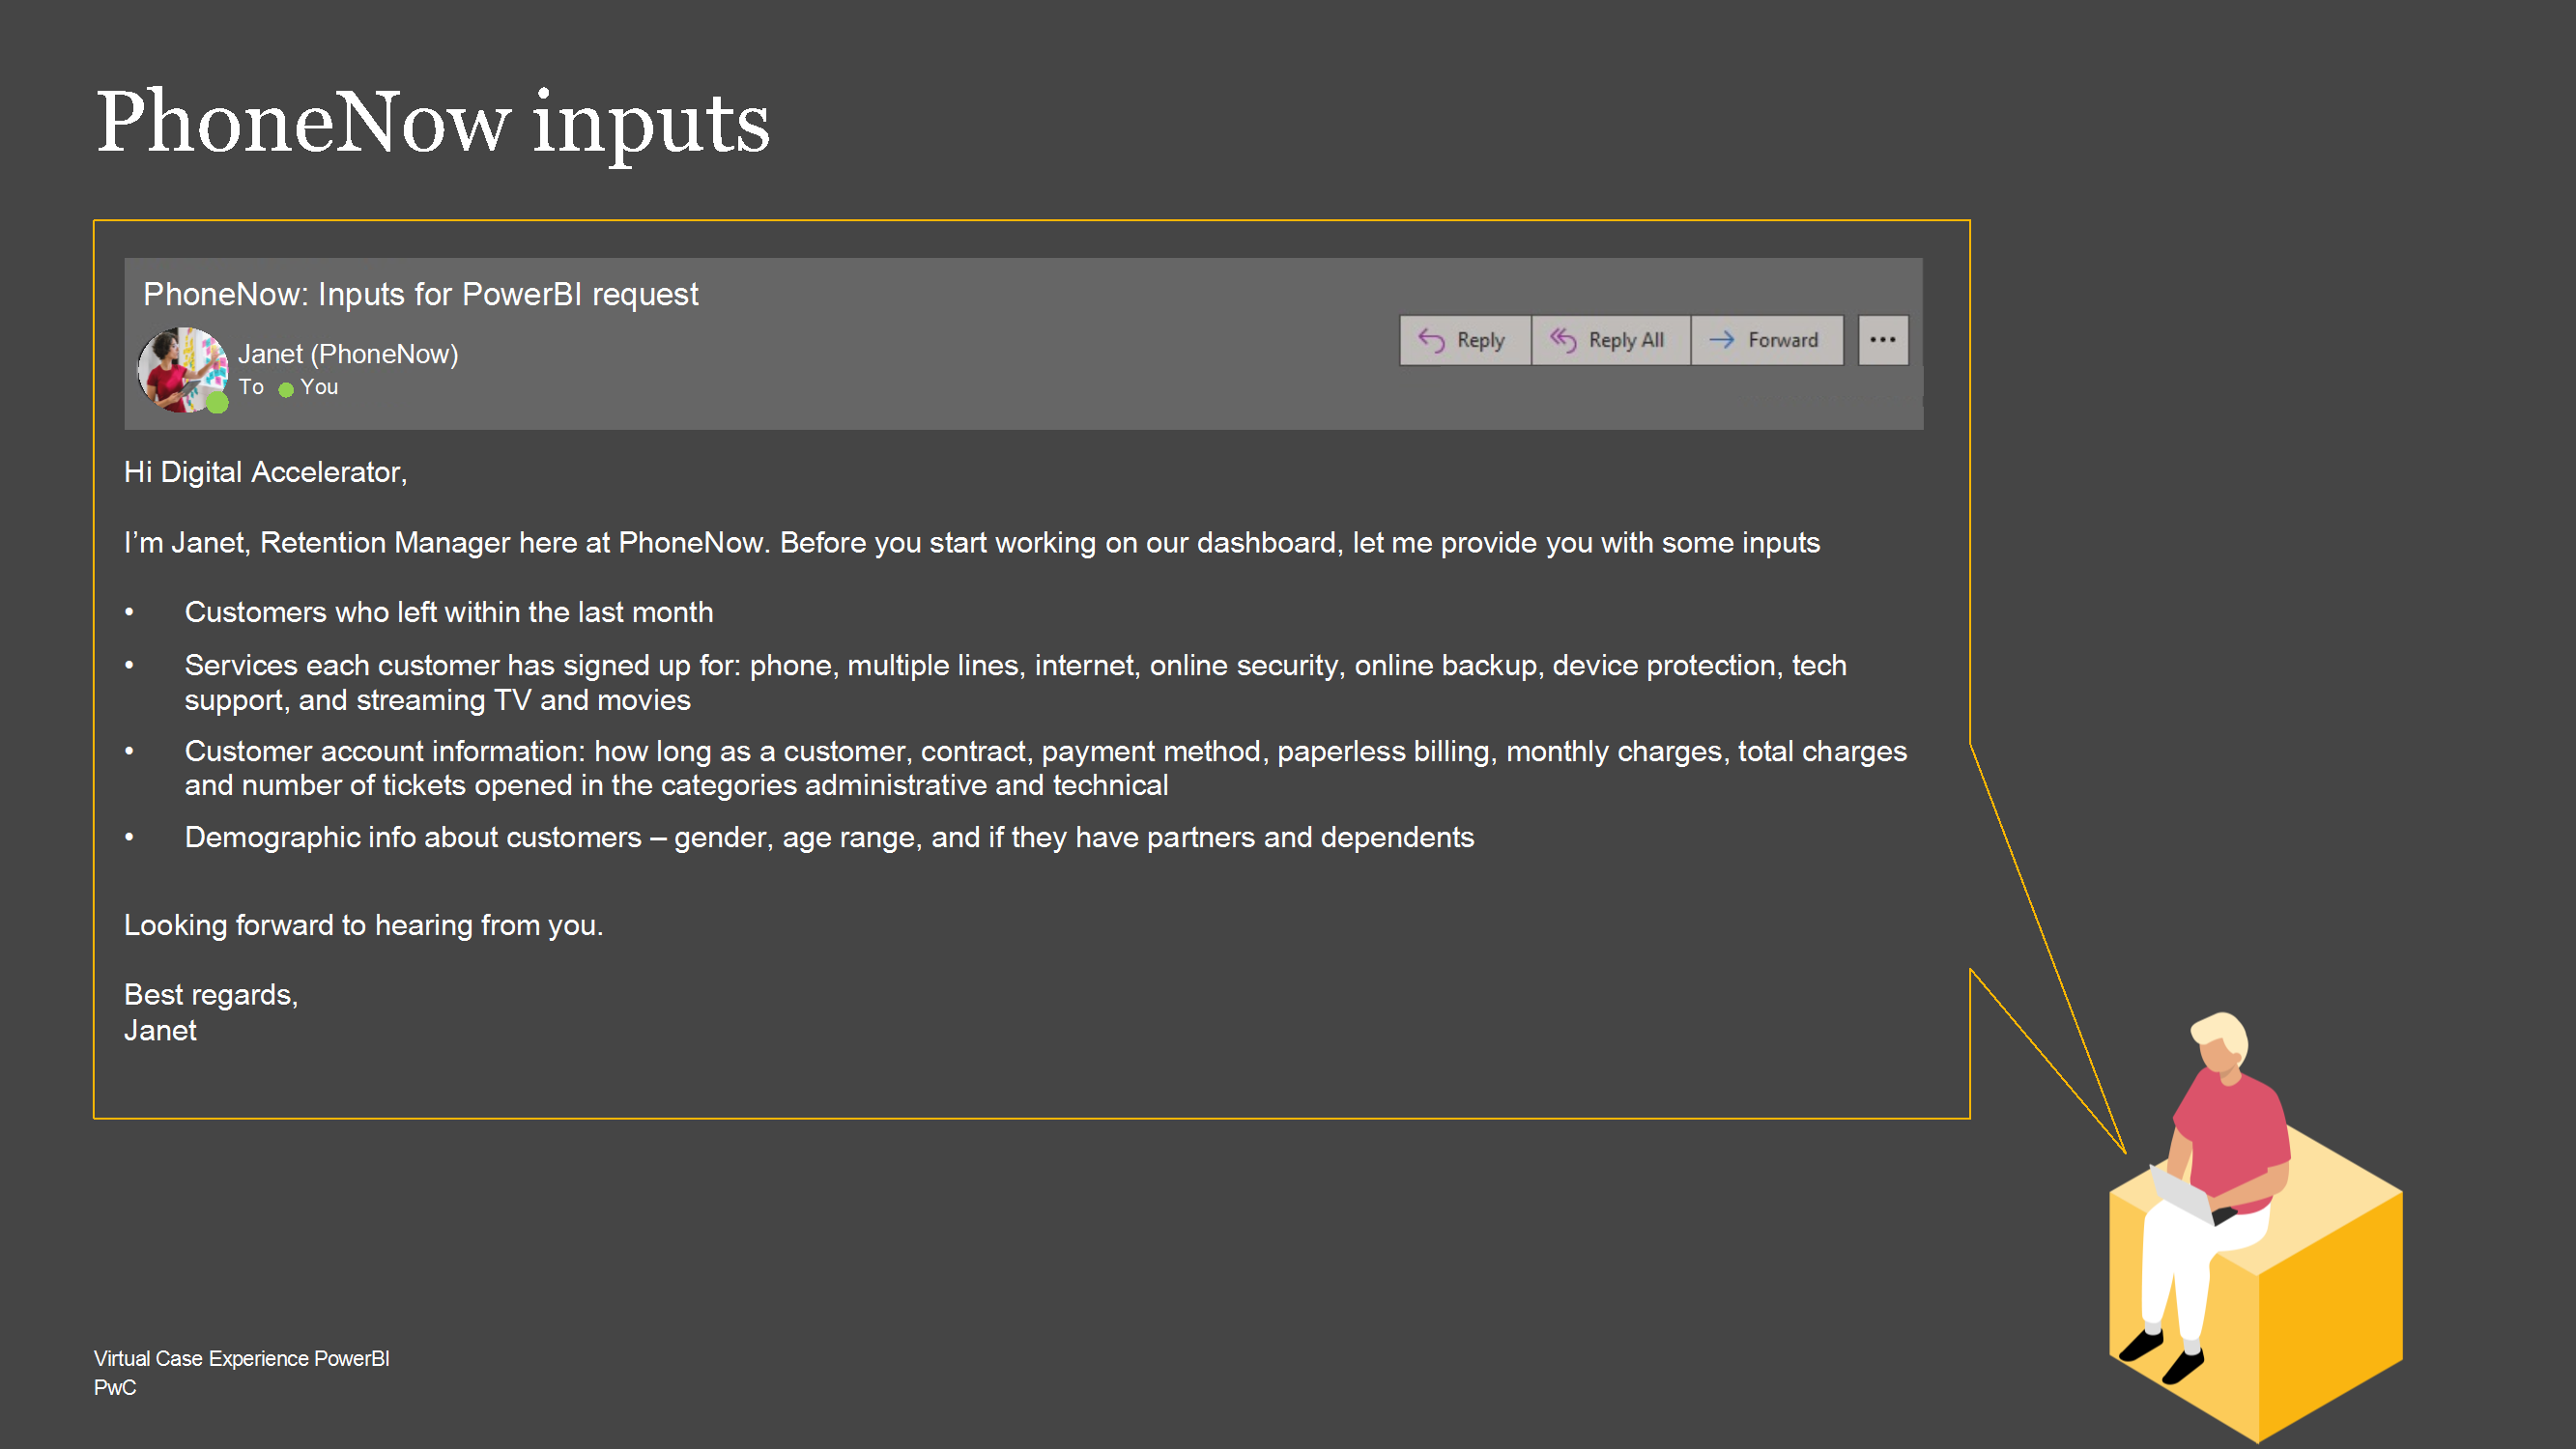 PhoneNow inputs
PhoneNow: Inputs for PowerBI request
Janet (PhoneNow)
To You
Reply Reply All Forward ...
Hi Digital Accelerator,
I’m Janet, Retention Manager here at PhoneNow. Before you start working on our dashboard, let me provide you with some inputs
• Customers who left within the last month
• Services each customer has signed up for: phone, multiple lines, internet, online security, online backup, device protection, tech
support, and streaming TV and movies
• Customer account information: how long as a customer, contract, payment method, paperless billing, monthly charges, total charges
and number of tickets opened in the categories administrative and technical
• Demographic info about customers – gender, age range, and if they have partners and dependents
Looking forward to hearing from you.
Best regards,
Janet
Virtual Case Experience PowerBI
PwC